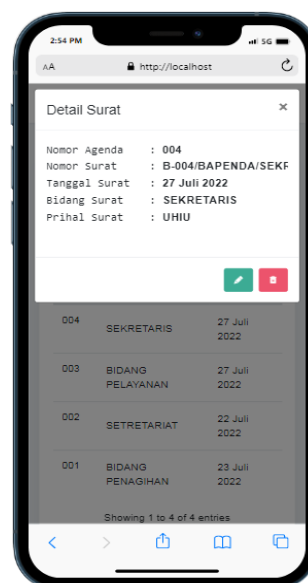 2:54 PM
5G
AA
http://localhost
Detail Surat
×
Nomor Agenda : 004
Nomor Surat : B-004/BAPENDA/SEKR
Tanggal Surat : 27 Juli 2022
Bidang Surat : SEKRETARIS
Prihal Surat : UHIU
004 SEKRETARIS 27 Juli
2022
003 BIDANG 27 Juli
PELAYANAN 2022
002 SETRETARIAT 22 Juli
2022
001 BIDANG 23 Juli
PENAGIHAN 2022
Showing 1 to 4 of 4 entries